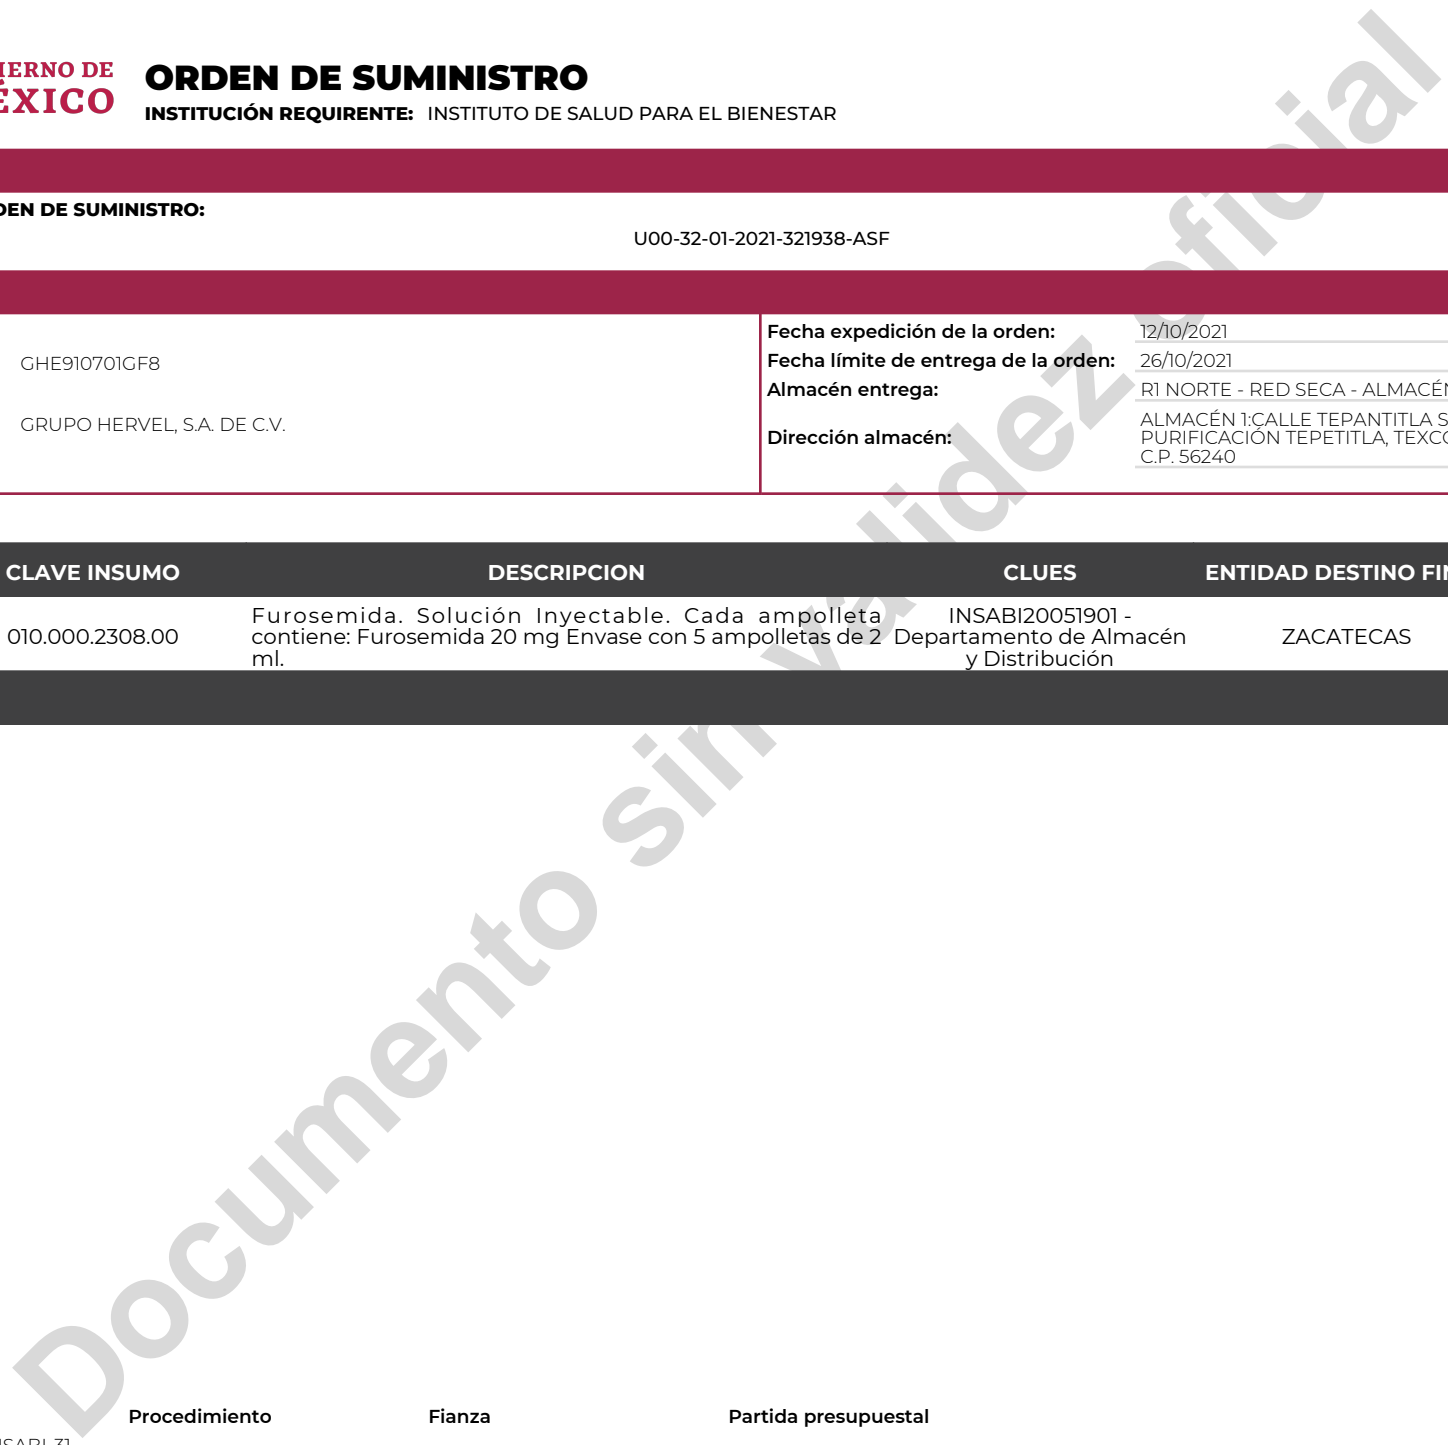 IERNO DE
ÉXICO
ORDEN DE SUMINISTRO
INSTITUCIÓN REQUIRENTE: INSTITUTO DE SALUD PARA EL BIENESTAR
DEN DE SUMINISTRO:
U00-32-01-2021-321938-ASF
GHE910701GF8
GRUPO HERVEL, S.A. DE C.V.
Fecha expedición de la orden: 12/10/2021
Fecha límite de entrega de la orden: 26/10/2021
Almacén entrega: R1 NORTE - RED SECA - ALMACÉN
Dirección almacén:
ALMACÉN 1:CALLE TEPANTITLA S
PURIFICACIÓN TEPETITLA, TEXCO
C.P. 56240
CLAVE INSUMO DESCRIPCION CLUES ENTIDAD DESTINO FIN
010.000.2308.00
Furosemida. Solución Inyectable. Cada ampolleta
contiene: Furosemida 20 mg Envase con 5 ampolletas de 2
ml.
INSABI20051901 -
Departamento de Almacén
y Distribución
ZACATECAS
Documento sin validez oficial
Procedimiento Fianza Partida presupuestal